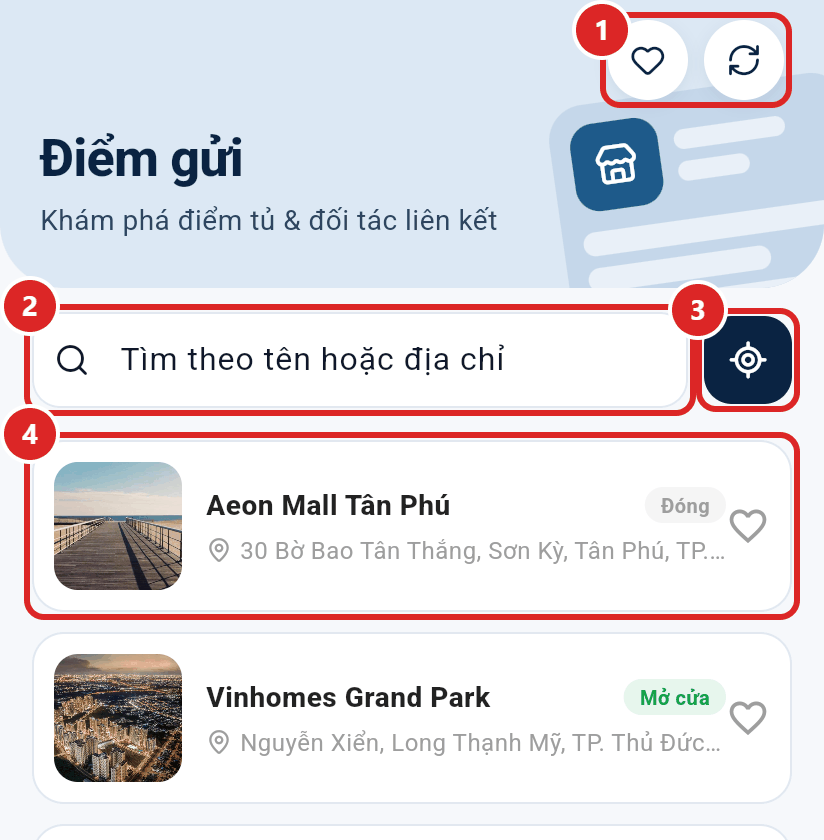 1
Điểm gửi
Khám phá điểm tủ & đối tác liên kết
2
3
Tìm theo tên hoặc địa chỉ
4
Aeon Mall Tân Phú
Đóng
30 Bờ Bao Tân Thắng, Sơn Kỳ, Tân Phú, TP....
Vinhomes Grand Park
Mở cửa
Nguyễn Xiển, Long Thạnh Mỹ, TP. Thủ Đức...